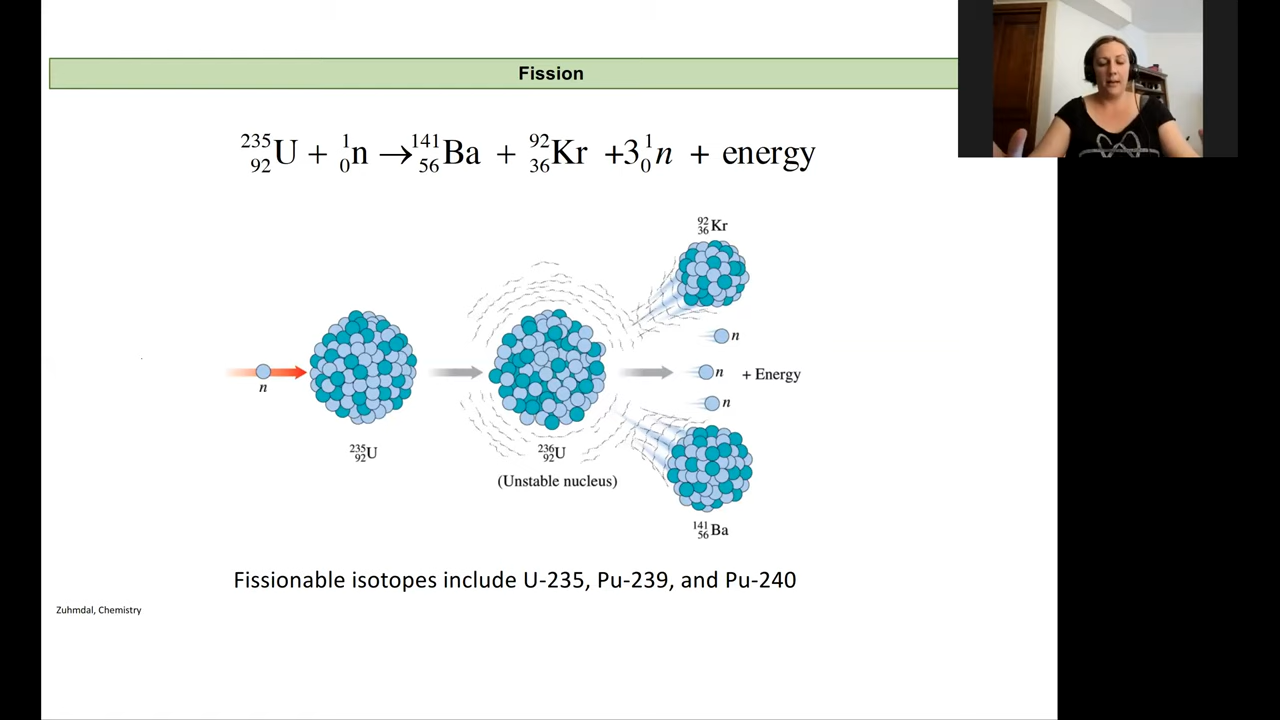 Fission
²³⁵₉₂U + ¹₀n →¹⁴¹₅₆Ba + ⁹²₃₆Kr +3¹₀n + energy
⁹²₃₆Kr
n
n
n + Energy
n
n
²³⁵₉₂U
²³⁶₉₂U
(Unstable nucleus)
¹⁴¹₅₆Ba
Fissionable isotopes include U-235, Pu-239, and Pu-240
Zuhmdal, Chemistry